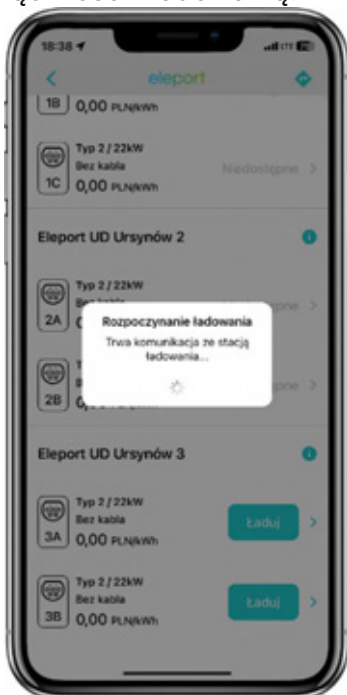 18:38
LTE
eleport
1B
0,00 PLN/kWh
Typ 2 / 22kW
Bez kabla
Niedostępne
1C
0,00 PLN/kWh
Eleport UD Ursynów 2
Typ 2 / 22kW
2A
Rozpoczynanie ładowania
Trwa komunikacja ze stacją
ładowania...
2B
Eleport UD Ursynów 3
Typ 2 / 22kW
Bez kabla
Ładuj
3A
0,00 PLN/kWh
Typ 2 / 22kW
Bez kabla
Ładuj
3B
0,00 PLN/kWh